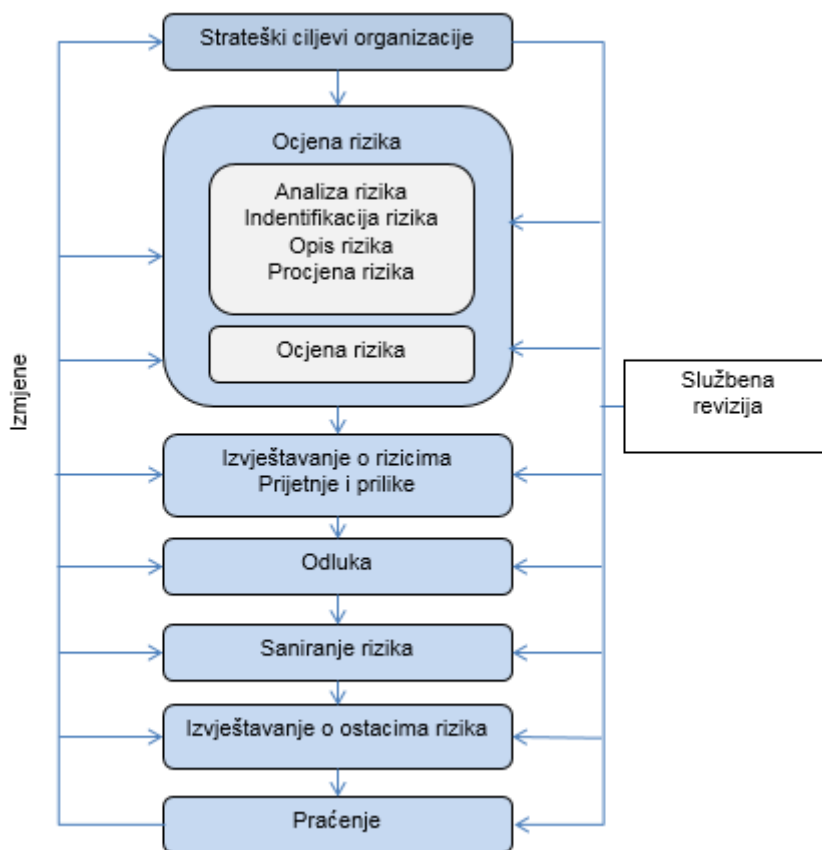 Strateški ciljevi organizacije
Ocjena rizika
Analiza rizika
Indentifikacija rizika
Opis rizika
Procjena rizika
Ocjena rizika
Izvještavanje o rizicima
Prijetnje i prilike
Odluka
Saniranje rizika
Izvještavanje o ostacima rizika
Praćenje
Izmjene
Službena
revizija